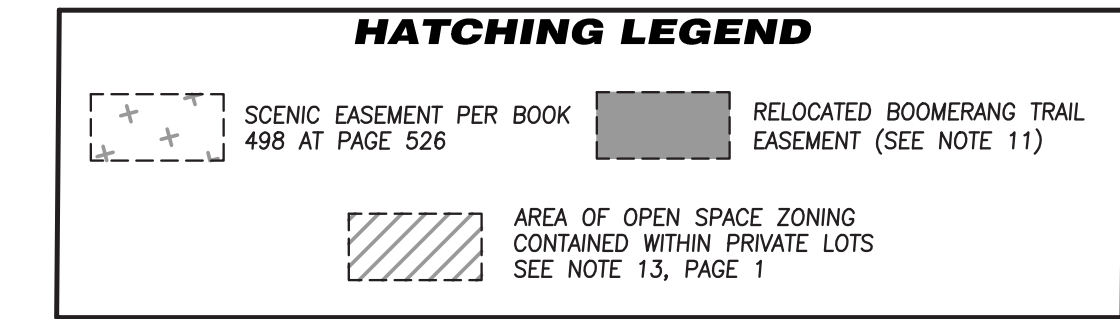 HATCHING LEGEND
SCENIC EASEMENT PER BOOK
498 AT PAGE 526
RELOCATED BOOMERANG TRAIL
EASEMENT (SEE NOTE 11)
AREA OF OPEN SPACE ZONING
CONTAINED WITHIN PRIVATE LOTS
SEE NOTE 13, PAGE 1